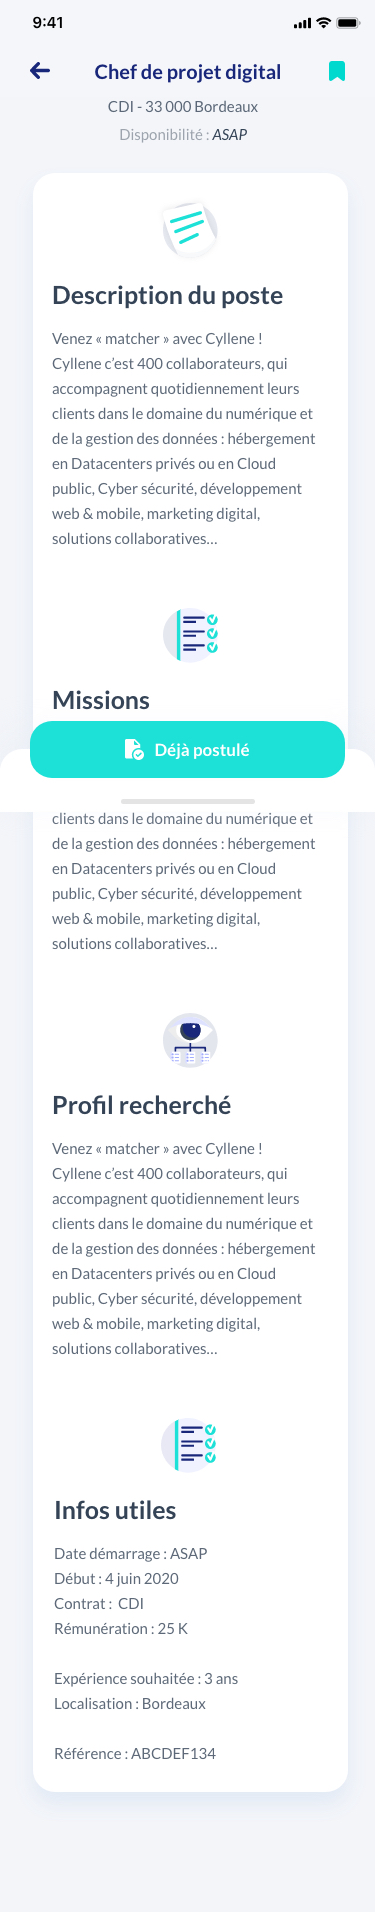 9:41
Chef de projet digital
CDI - 33 000 Bordeaux
Disponibilité : ASAP
Description du poste
Venez « matcher » avec Cyllene !
Cyllene c’est 400 collaborateurs, qui
accompagnent quotidiennement leurs
clients dans le domaine du numérique et
de la gestion des données : hébergement
en Datacenters privés ou en Cloud
public, Cyber sécurité, développement
web & mobile, marketing digital,
solutions collaboratives...
Missions
Déjà postulé
clients dans le domaine du numérique et
de la gestion des données : hébergement
en Datacenters privés ou en Cloud
public, Cyber sécurité, développement
web & mobile, marketing digital,
solutions collaboratives...
Profil recherché
Venez « matcher » avec Cyllene !
Cyllene c’est 400 collaborateurs, qui
accompagnent quotidiennement leurs
clients dans le domaine du numérique et
de la gestion des données : hébergement
en Datacenters privés ou en Cloud
public, Cyber sécurité, développement
web & mobile, marketing digital,
solutions collaboratives...
Infos utiles
Date démarrage : ASAP
Début : 4 juin 2020
Contrat :  CDI
Rémunération : 25 K
Expérience souhaitée : 3 ans
Localisation : Bordeaux
Référence : ABCDEF134